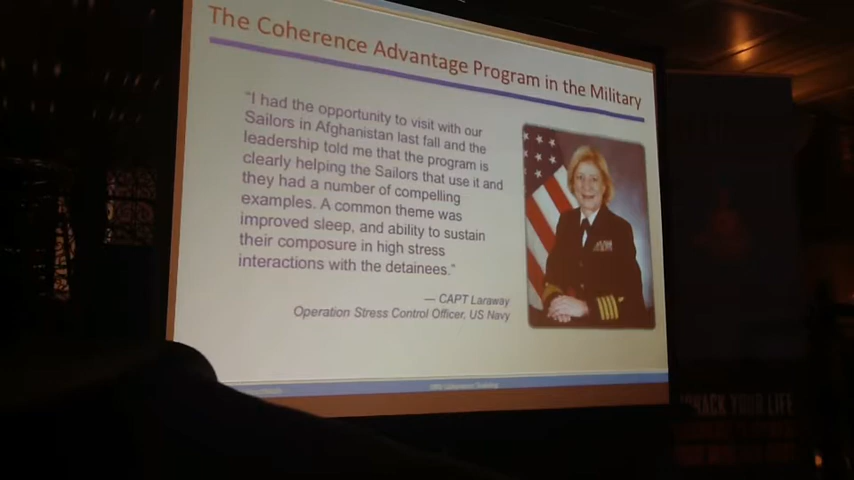 The Coherence Advantage Program in the Military
"I had the opportunity to visit with our
Sailors in Afghanistan last fall and the
leadership told me that the program is
clearly helping the Sailors that use it and
they had a number of compelling
examples. A common theme was
improved sleep, and ability to sustain
their composure in high stress
interactions with the detainees."
— CAPT Laraway
Operation Stress Control Officer, US Navy
YOUR LIFE